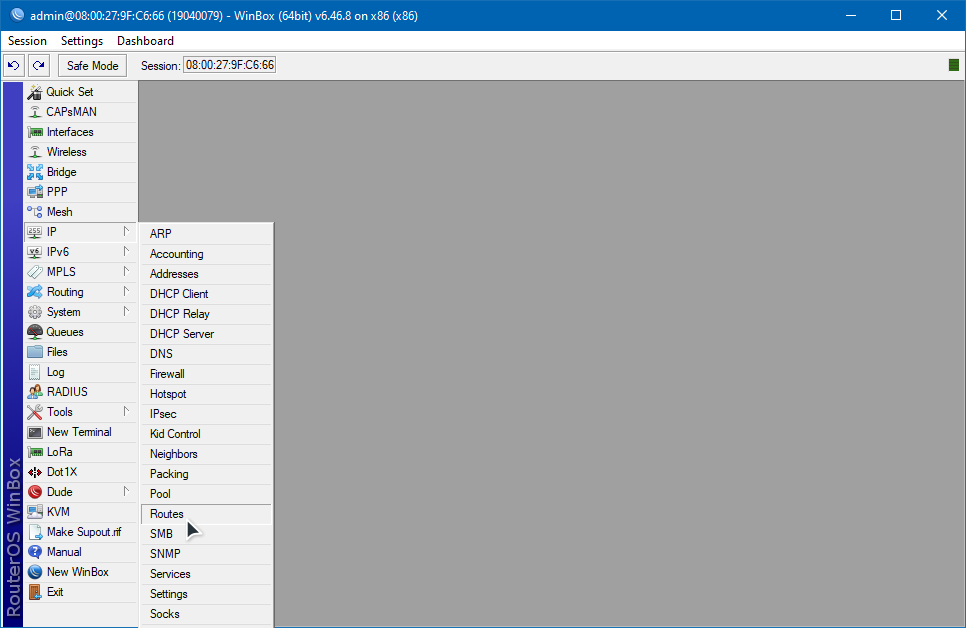 admin@08:00:27:9F:C6:66 (19040079) - WinBox (64bit) v6.46.8 on x86 (x86)
Session Settings Dashboard
Safe Mode Session: 08:00:27:9F:C6:66
Quick Set
CAPsMAN
Interfaces
Wireless
Bridge
PPP
Mesh
255 IP
v6 IPv6
MPLS
Routing
System
Queues
Files
Log
RADIUS
Tools
New Terminal
LoRa
Dot1X
Dude
KVM
Make Supout.rif
Manual
New WinBox
Exit
RouterOS WinBox
ARP
Accounting
Addresses
DHCP Client
DHCP Relay
DHCP Server
DNS
Firewall
Hotspot
IPsec
Kid Control
Neighbors
Packing
Pool
Routes
SMB
SNMP
Services
Settings
Socks